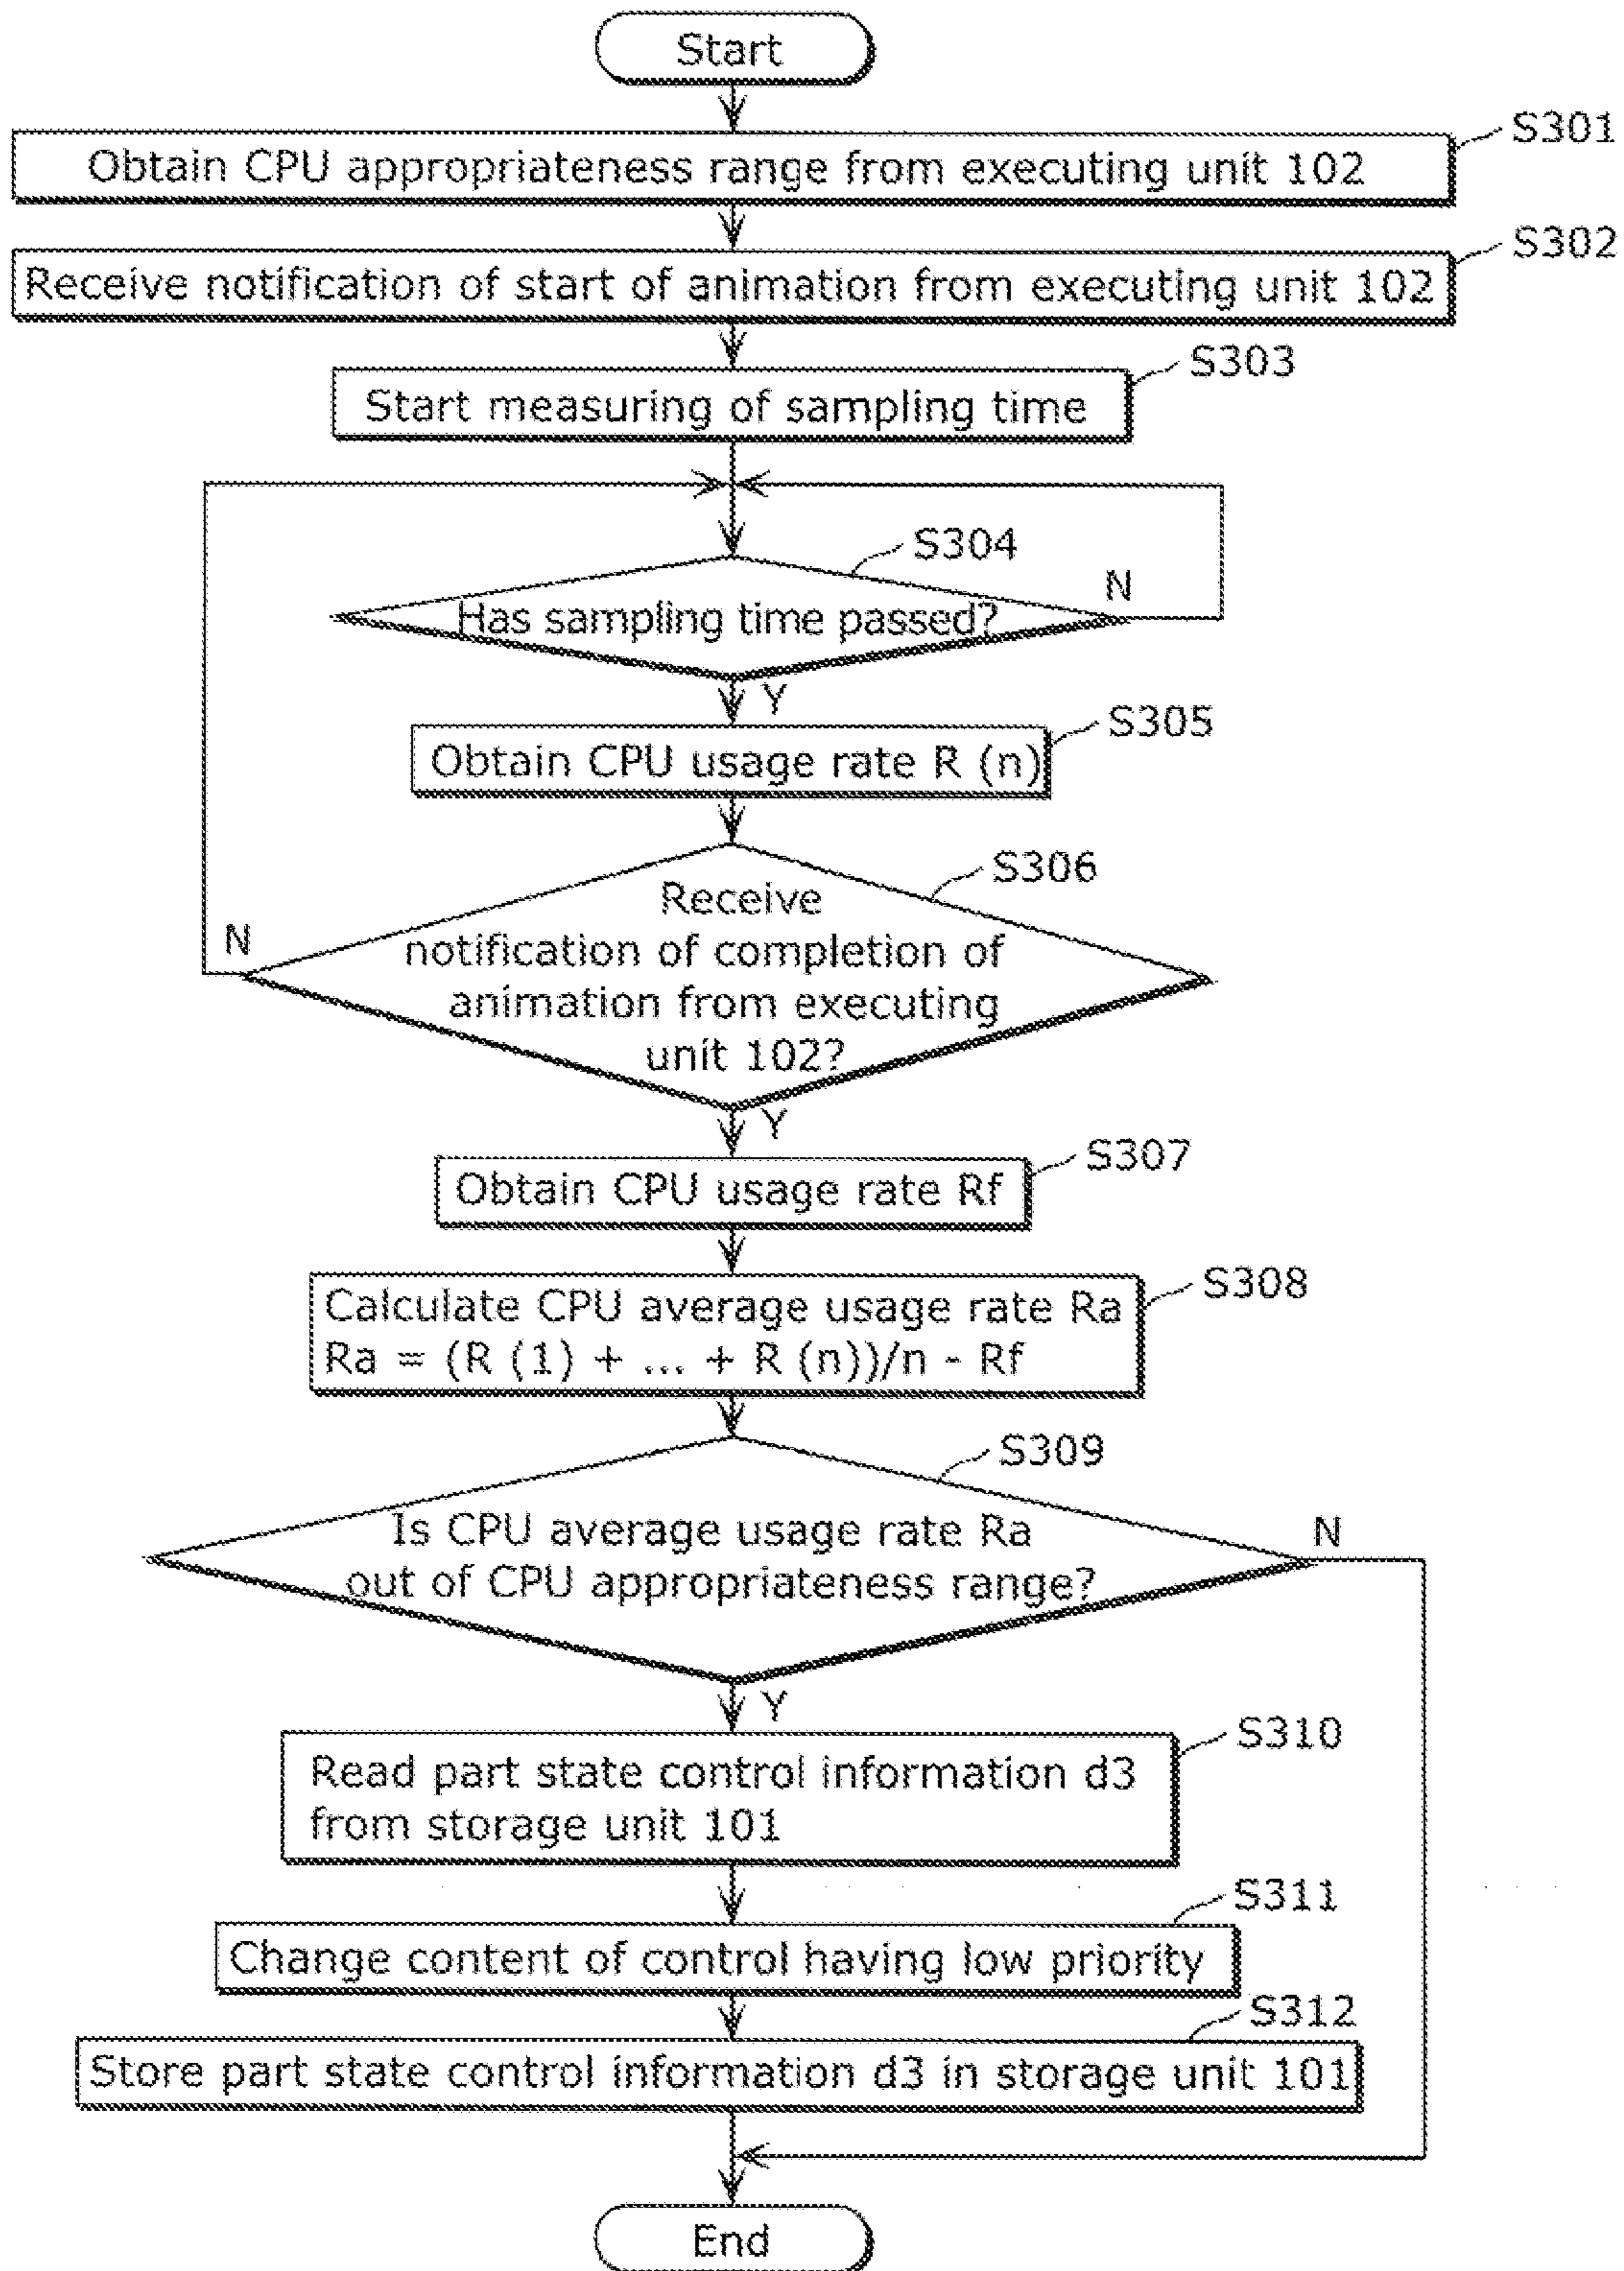 Start
S301
Obtain CPU appropriateness range from executing unit 102
S302
Receive notification of start of animation from executing unit 102
S303
Start measuring of sampling time
S304
N
Has sampling time passed?
Y
S305
Obtain CPU usage rate R (n)
S306
Receive
N
notification of completion of
animation from executing
unit 102?
Y
S307
Obtain CPU usage rate Rf
S308
Calculate CPU average usage rate Ra
Ra = (R (1) + ... + R (n))/n - Rf
S309
Is CPU average usage rate Ra
N
out of CPU appropriateness range?
Y
S310
Read part state control information d3
from storage unit 101
S311
Change content of control having low priority
S312
Store part state control information d3 in storage unit 101
End